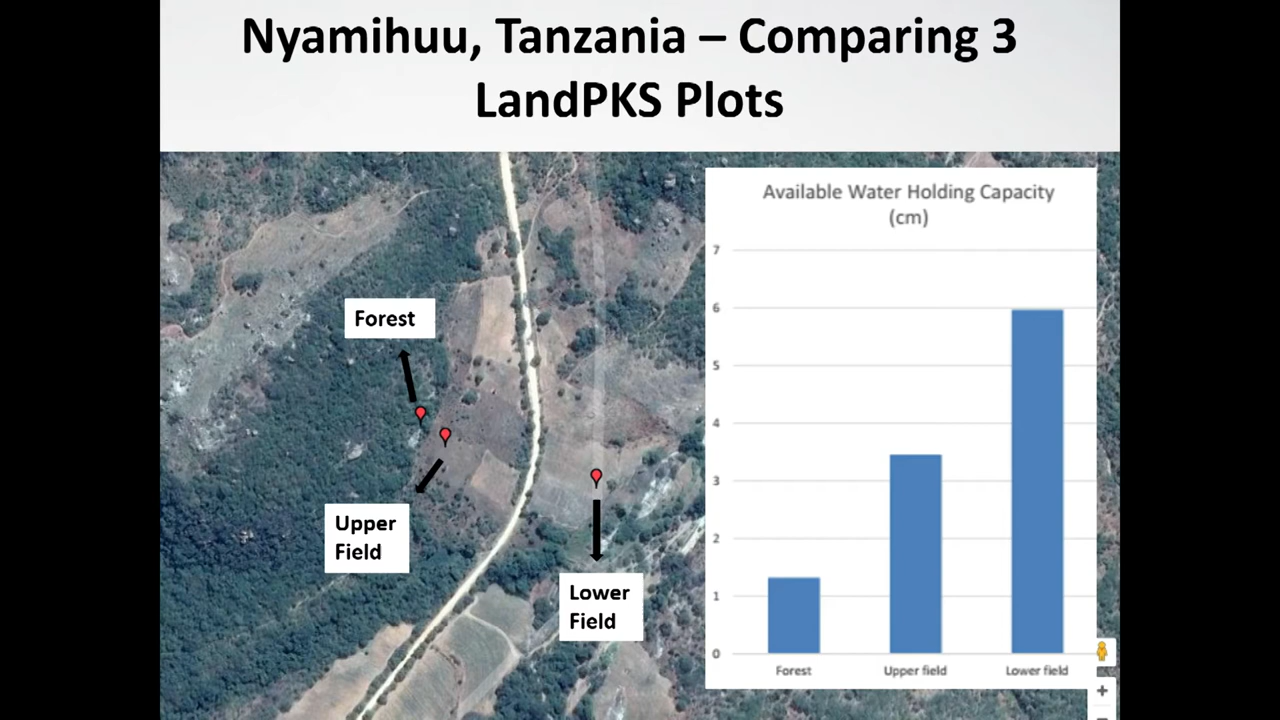 Nyamihuu, Tanzania – Comparing 3
LandPKS Plots
Forest
Upper
Field
Lower
Field
Available Water Holding Capacity
(cm)
7
6
5
4
3
2
1
0
Forest Upper field Lower field
+